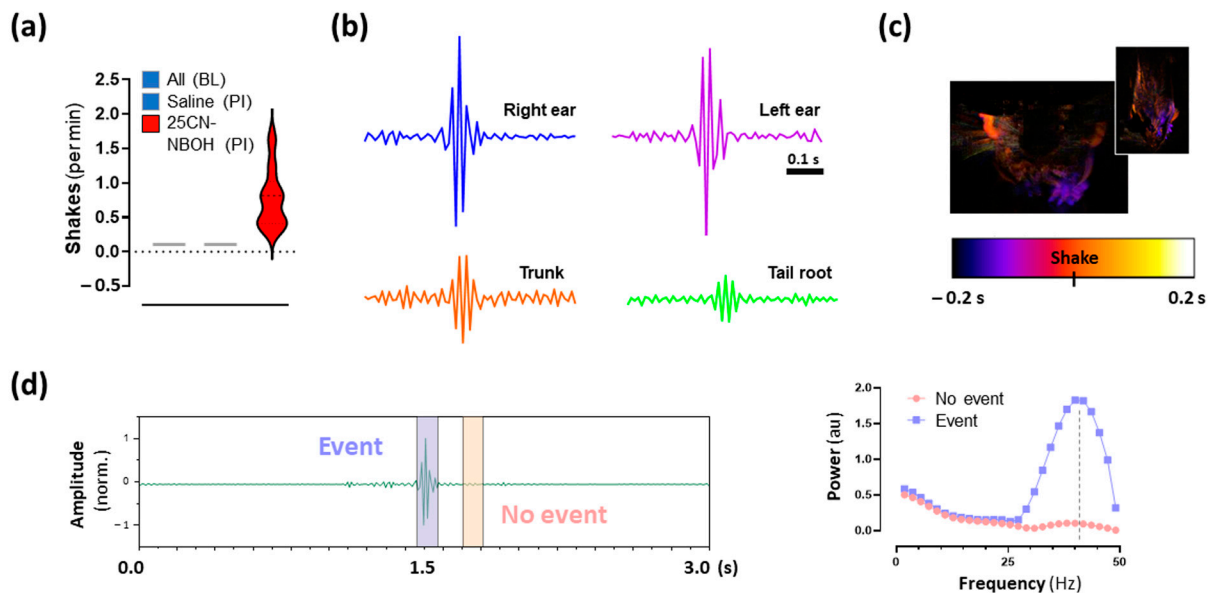 (a)
2.5
2.0
1.5
1.0
0.5
0.0
−0.5
Shakes (per min)
All (BL)
Saline (PI)
25CN-
NBOH (PI)
(b)
Right ear
Left ear
0.1 s
Trunk
Tail root
(c)
Shake
−0.2 s
0.2 s
(d)
Amplitude
(norm.)
1
0
−1
Event
No event
0.0
1.5
3.0 (s)
Power (au)
2.0
1.5
1.0
0.5
0.0
No event
Event
0
25
50
Frequency (Hz)